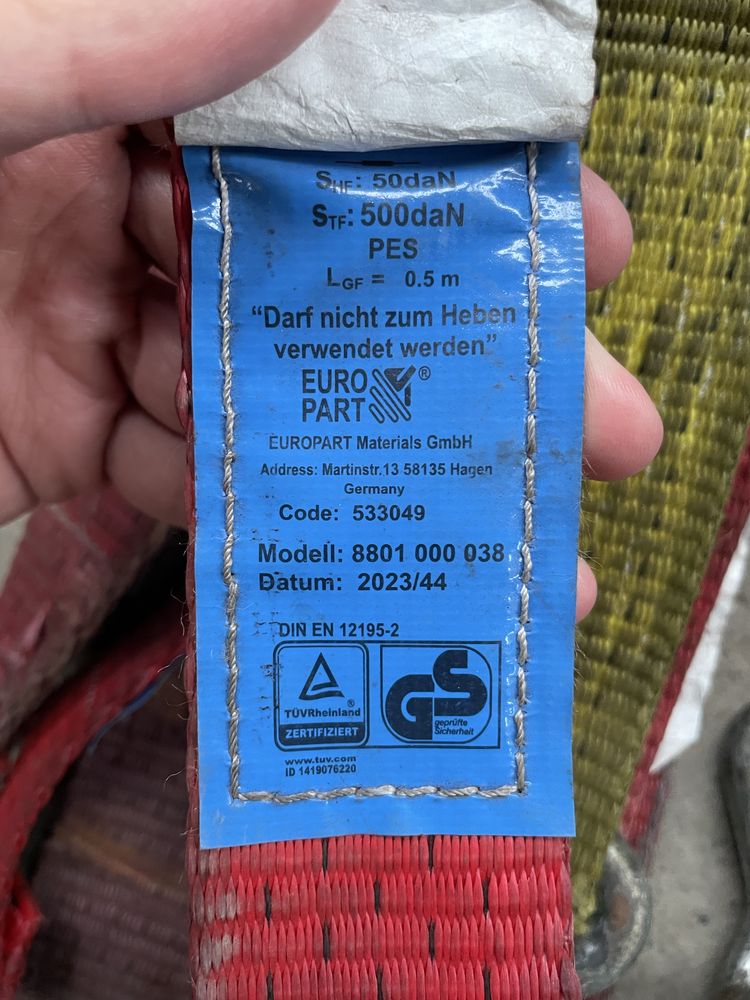 SHF: 50daN
STF: 500daN
PES
LGF = 0.5 m
"Darf nicht zum Heben
verwendet werden"
EURO
PART ®
EUROPART Materials GmbH
Address: Martinstr.13 58135 Hagen
Germany
Code: 533049
Modell: 8801 000 038
Datum: 2023/44
DIN EN 12195-2
TÜVRheinland ®
ZERTIFIZIERT
GS
geprüfte
Sicherheit
www.tuv.com
ID 1419076220